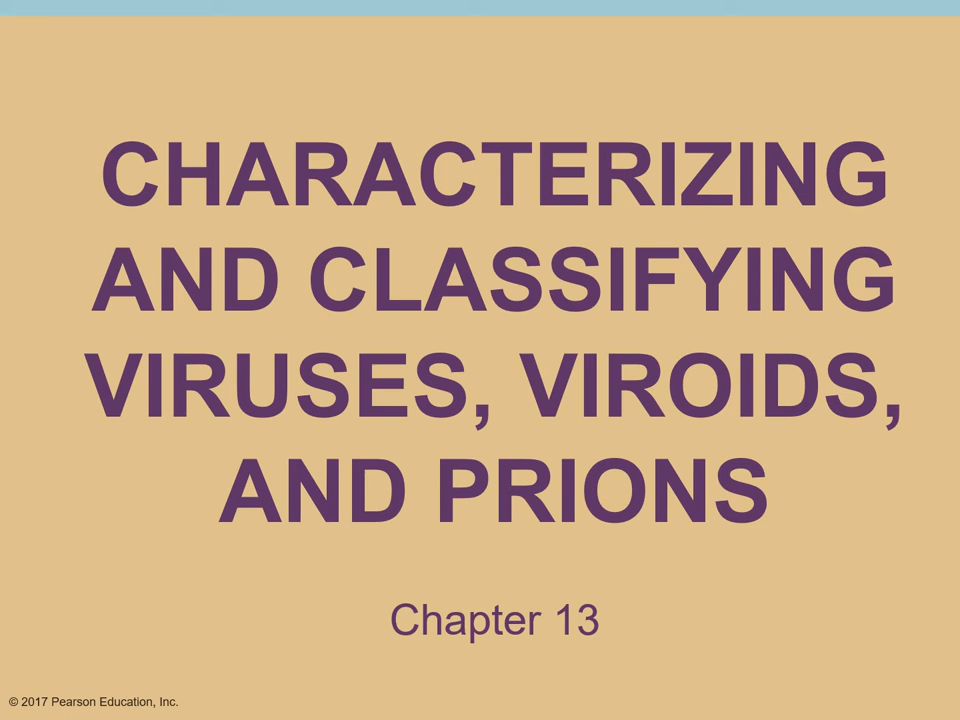 CHARACTERIZING
AND CLASSIFYING
VIRUSES, VIROIDS,
AND PRIONS
Chapter 13
© 2017 Pearson Education, Inc.